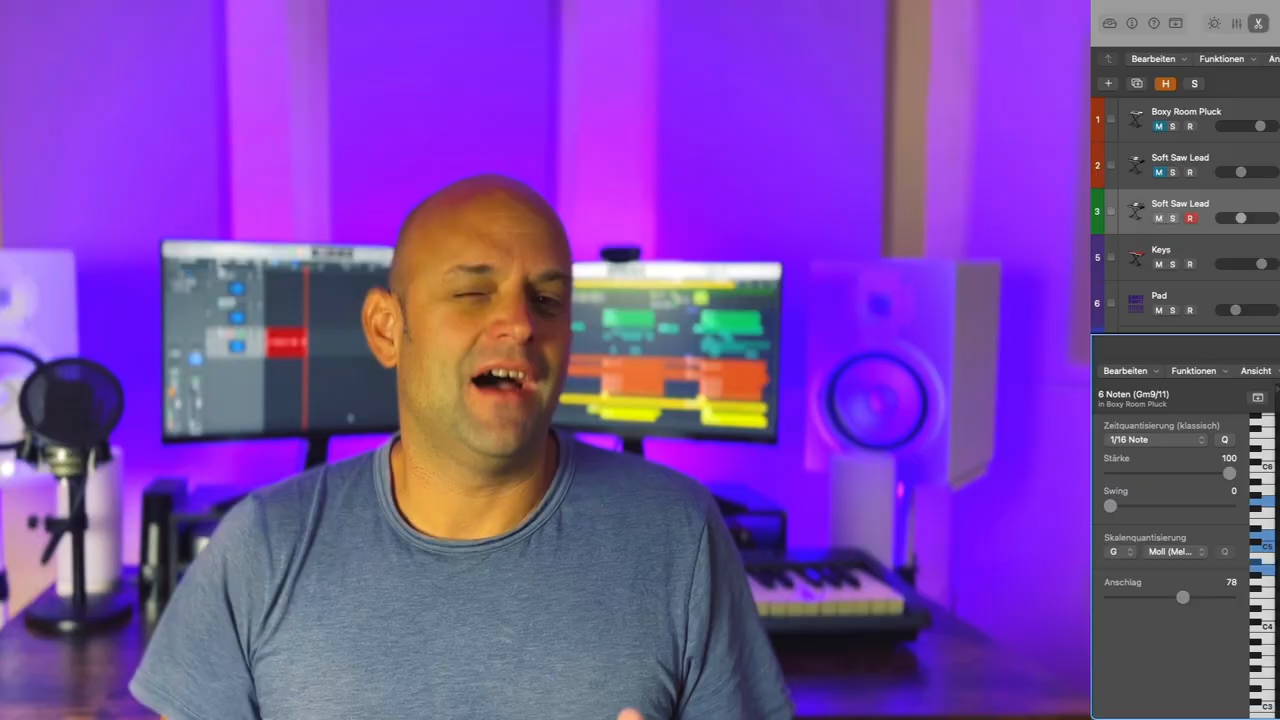 Bearbeiten Funktionen An
H S
1 Boxy Room Pluck
M S R
2 Soft Saw Lead
M S R
3 Soft Saw Lead
M S R
5 Keys
M S R
6 Pad
M S R
Bearbeiten Funktionen Ansicht
6 Noten (Gm9/11)
in Boxy Room Pluck
Zeitquantisierung (klassisch)
1/16 Note Q
Stärke 100
C6
Swing 0
Skalenquantisierung
C5
G Moll (Mel... Q
Anschlag 78
C4
C3